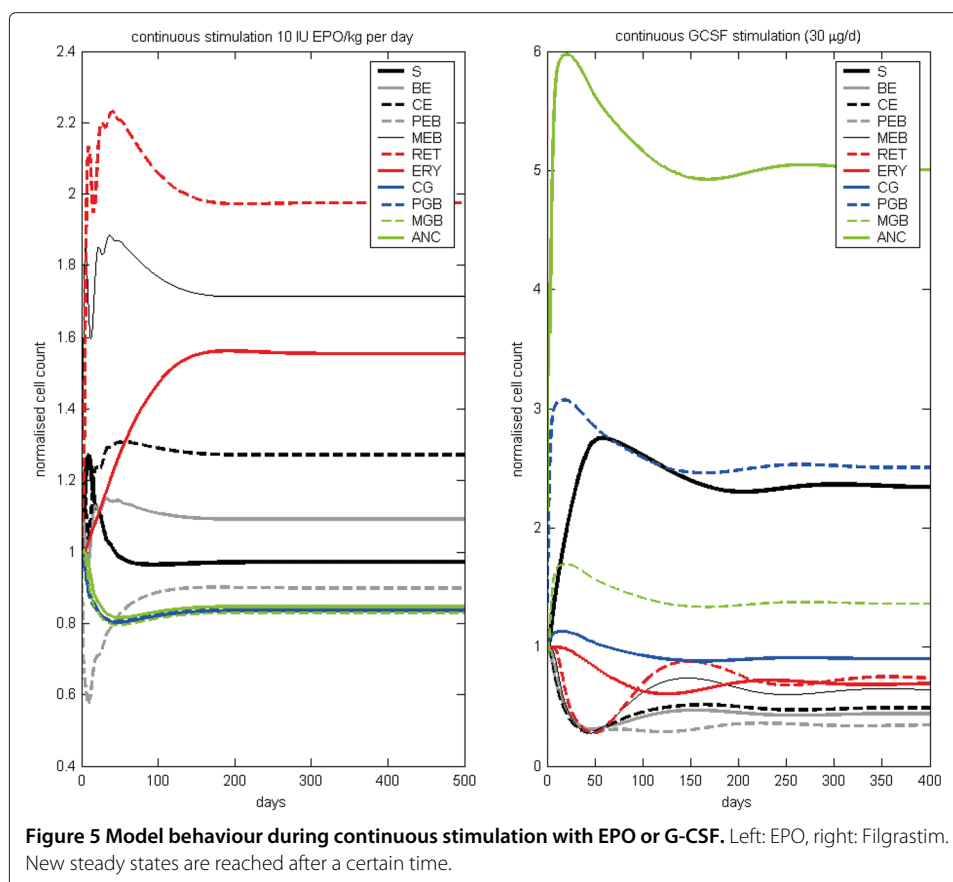 continuous stimulation 10 IU EPO/kg per day
2.4
2.2
2
1.8
1.6
1.4
1.2
1
0.8
0.6
0.4
normalised cell count
0
100
200
300
400
500
days
S
BE
CE
PEB
MEB
RET
ERY
CG
PGB
MGB
ANC
continuous GCSF stimulation (30 µg/d)
6
5
4
3
2
1
0
normalised cell count
0
50
100
150
200
250
300
350
400
days
S
BE
CE
PEB
MEB
RET
ERY
CG
PGB
MGB
ANC
Figure 5 Model behaviour during continuous stimulation with EPO or G-CSF. Left: EPO, right: Filgrastim.
New steady states are reached after a certain time.